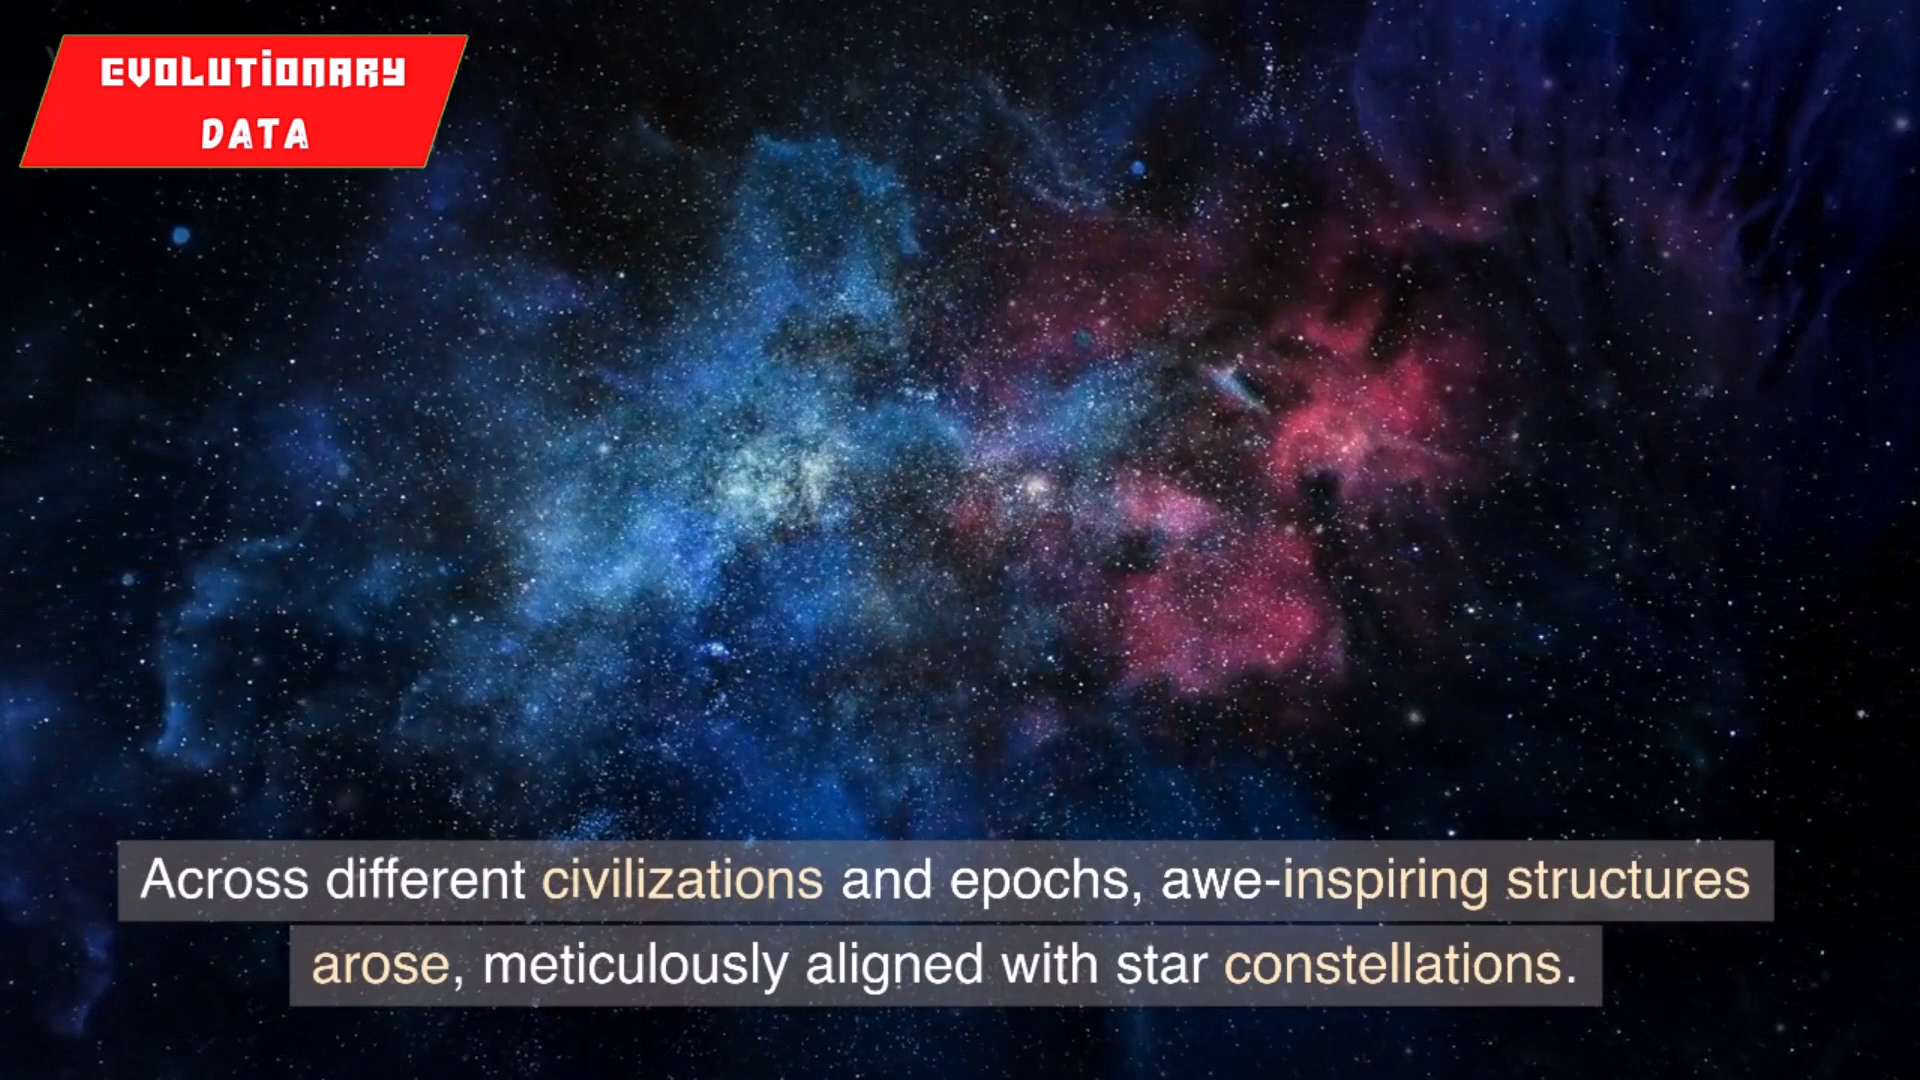 EVOLUTIONARY
DATA
Across different civilizations and epochs, awe-inspiring structures
arose, meticulously aligned with star constellations.